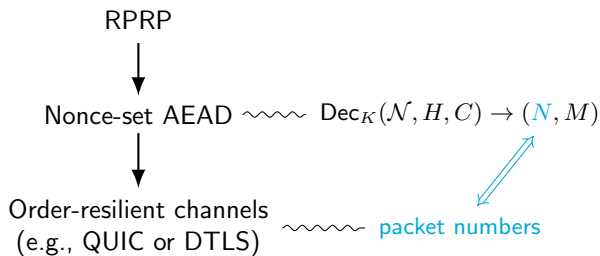 RPRP
Nonce-set AEAD
Dec_K(𝒩, H, C) → (N, M)
Order-resilient channels
(e.g., QUIC or DTLS)
packet numbers